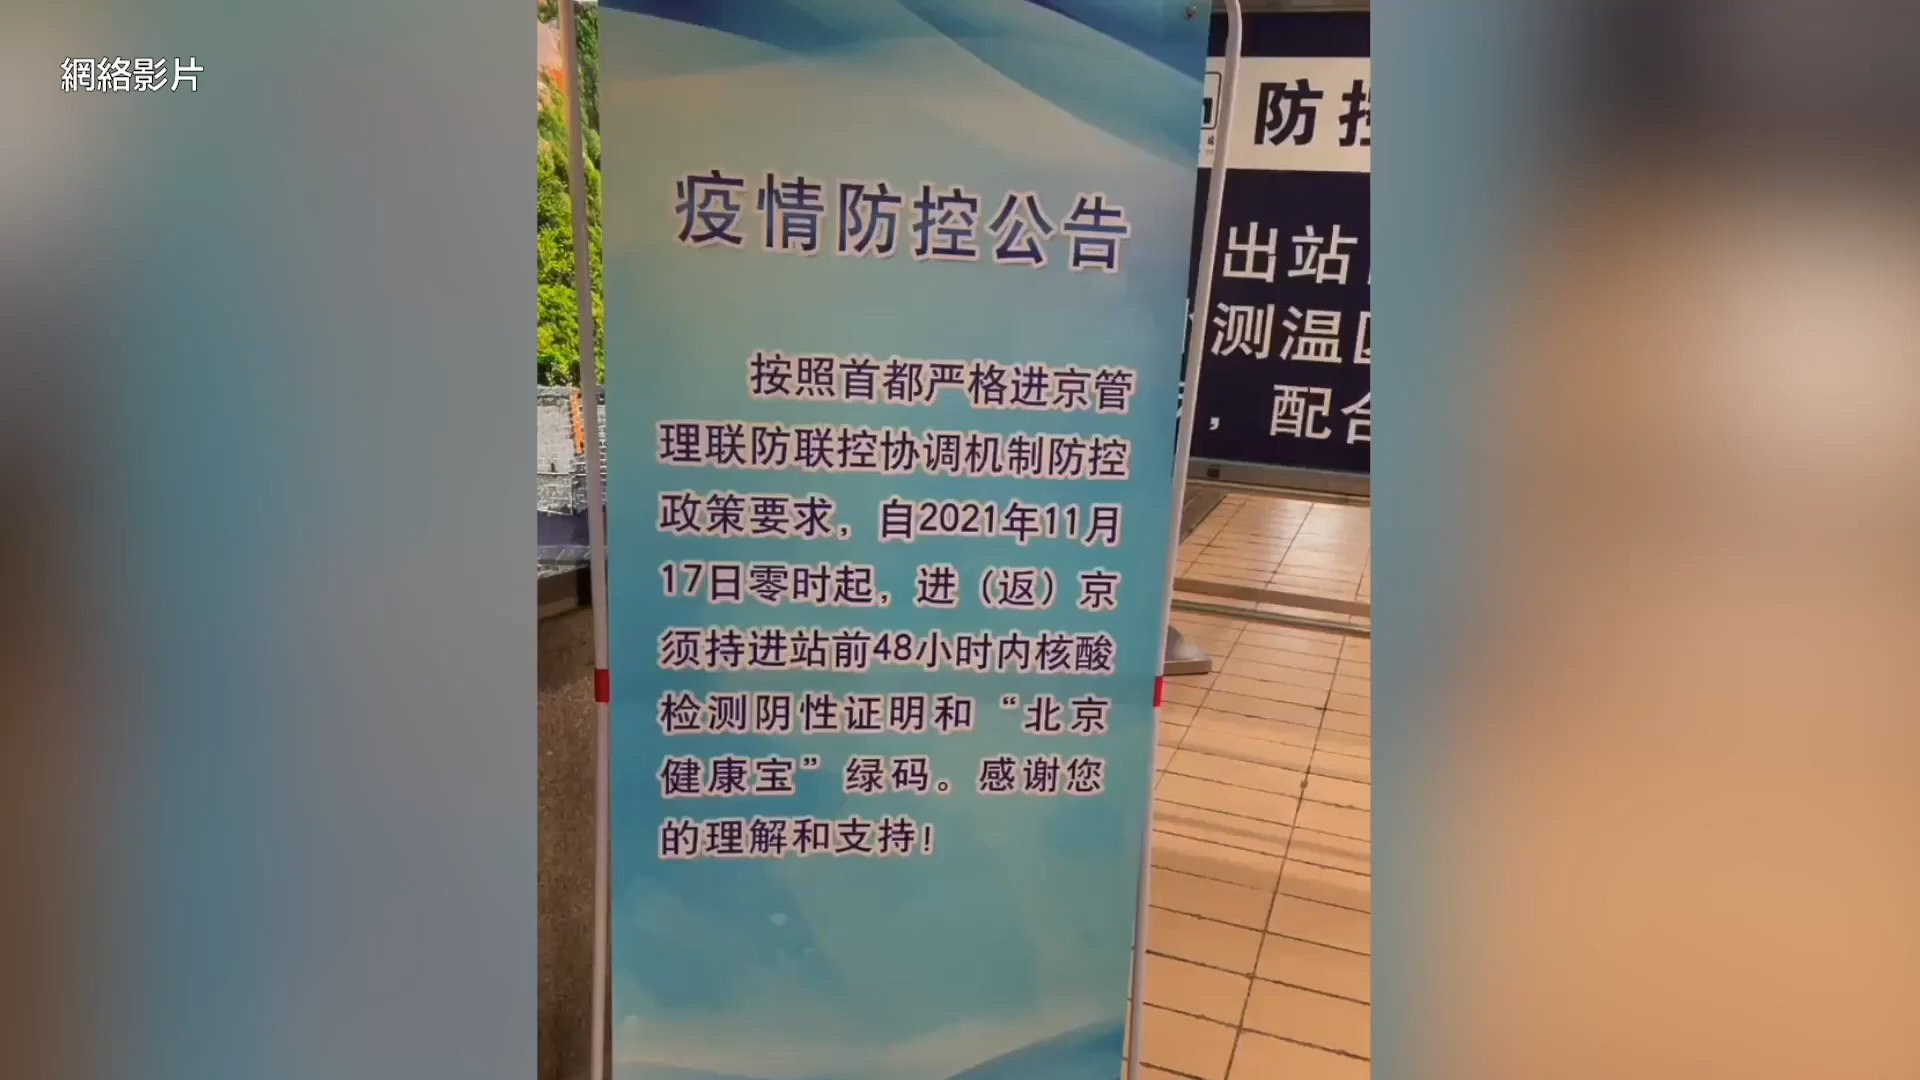 網絡影片
疫情防控公告
按照首都严格进京管
理联防联控协调机制防控
政策要求，自2021年11月
17日零时起，进（返）京
须持进站前48小时内核酸
检测阴性证明和“北京
健康宝”绿码。感谢您
的理解和支持！
防控
出站
测温区
，配合